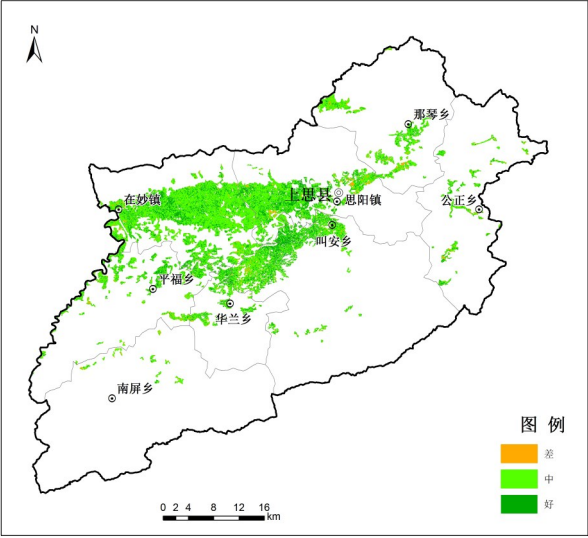 N
那琴乡
在妙镇
上思县
思阳镇
公正乡
叫安乡
平福乡
华兰乡
南屏乡
图 例
差
中
好
0 2 4 8 12 16
km